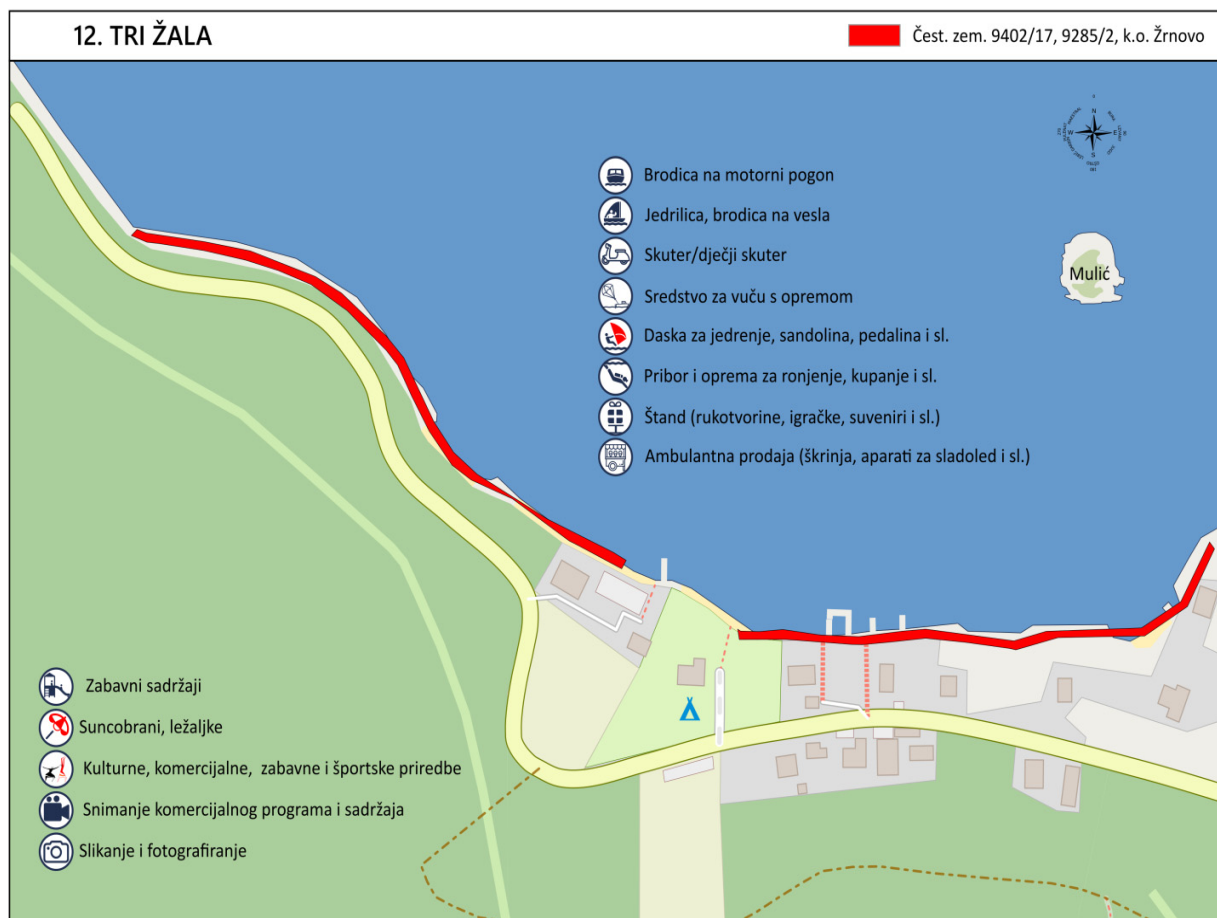 12. TRI ŽALA
Čest. zem. 9402/17, 9285/2, k.o. Žrnovo
N
E
S
W
Brodica na motorni pogon
Jedrilica, brodica na vesla
Skuter/dječji skuter
Sredstvo za vuču s opremom
Daska za jedrenje, sandolina, pedalina i sl.
Pribor i oprema za ronjenje, kupanje i sl.
Štand (rukotvorine, igračke, suveniri i sl.)
Ambulantna prodaja (škrinja, aparati za sladoled i sl.)
Mulić
Zabavni sadržaji
Suncobrani, ležaljke
Kulturne, komercijalne, zabavne i športske priredbe
Snimanje komercijalnog programa i sadržaja
Slikanje i fotografiranje